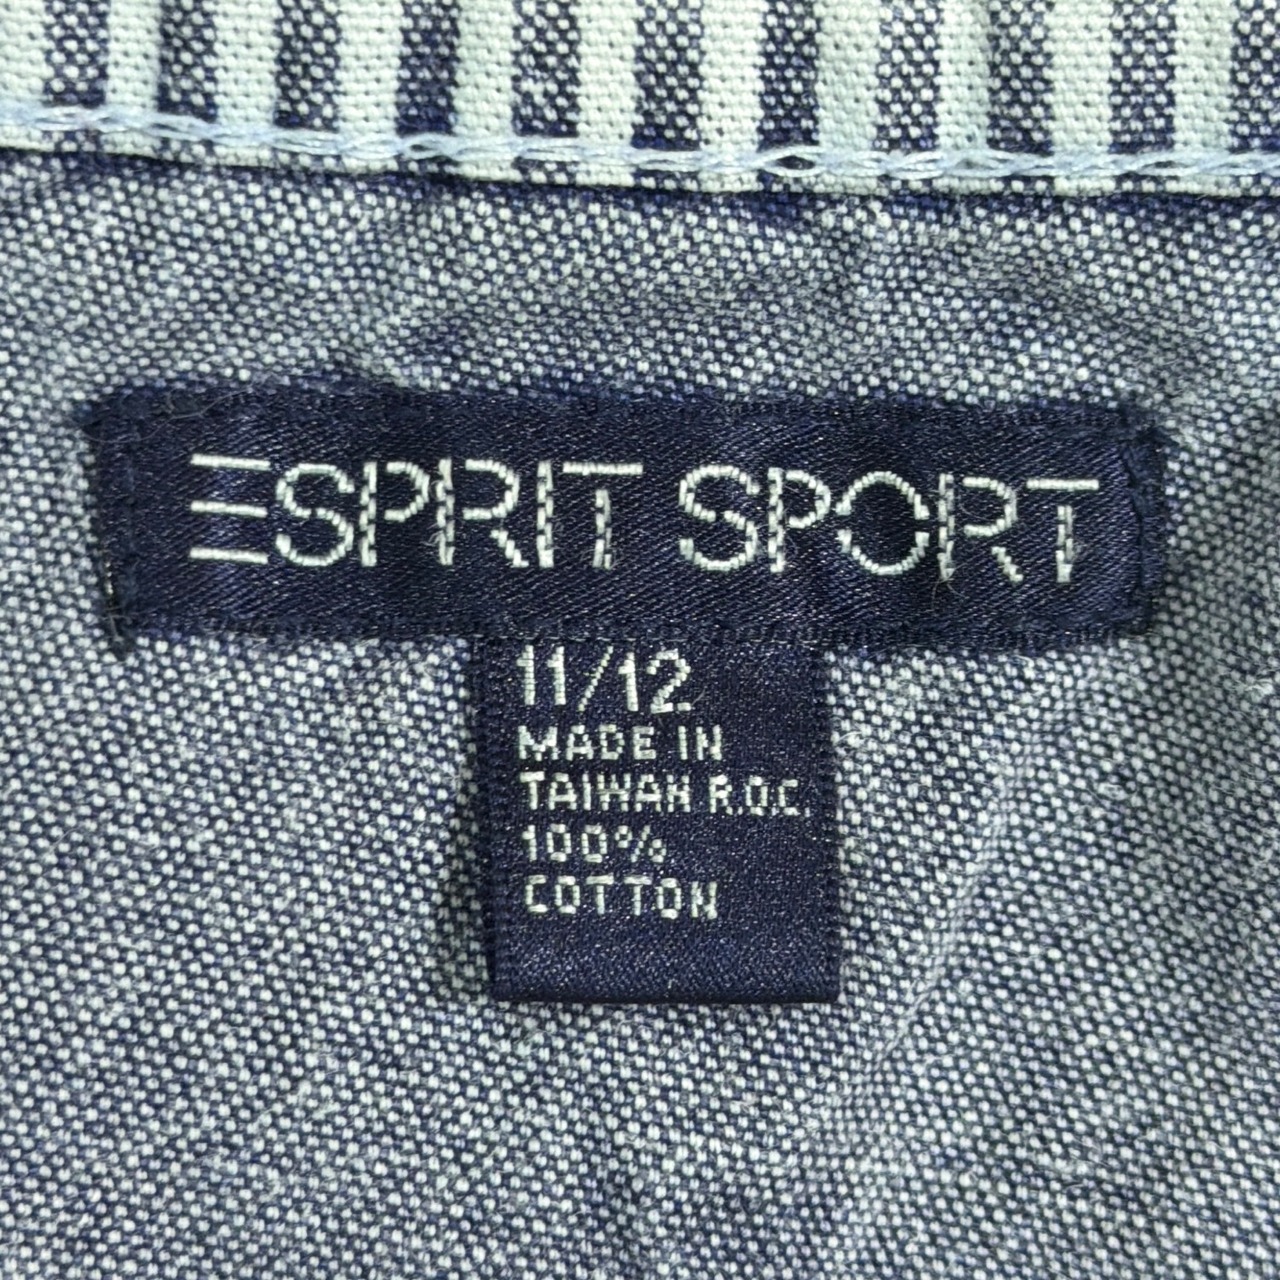 ESPRIT SPORT
11/12
MADE IN
TAIWAN R.O.C.
100%
COTTON